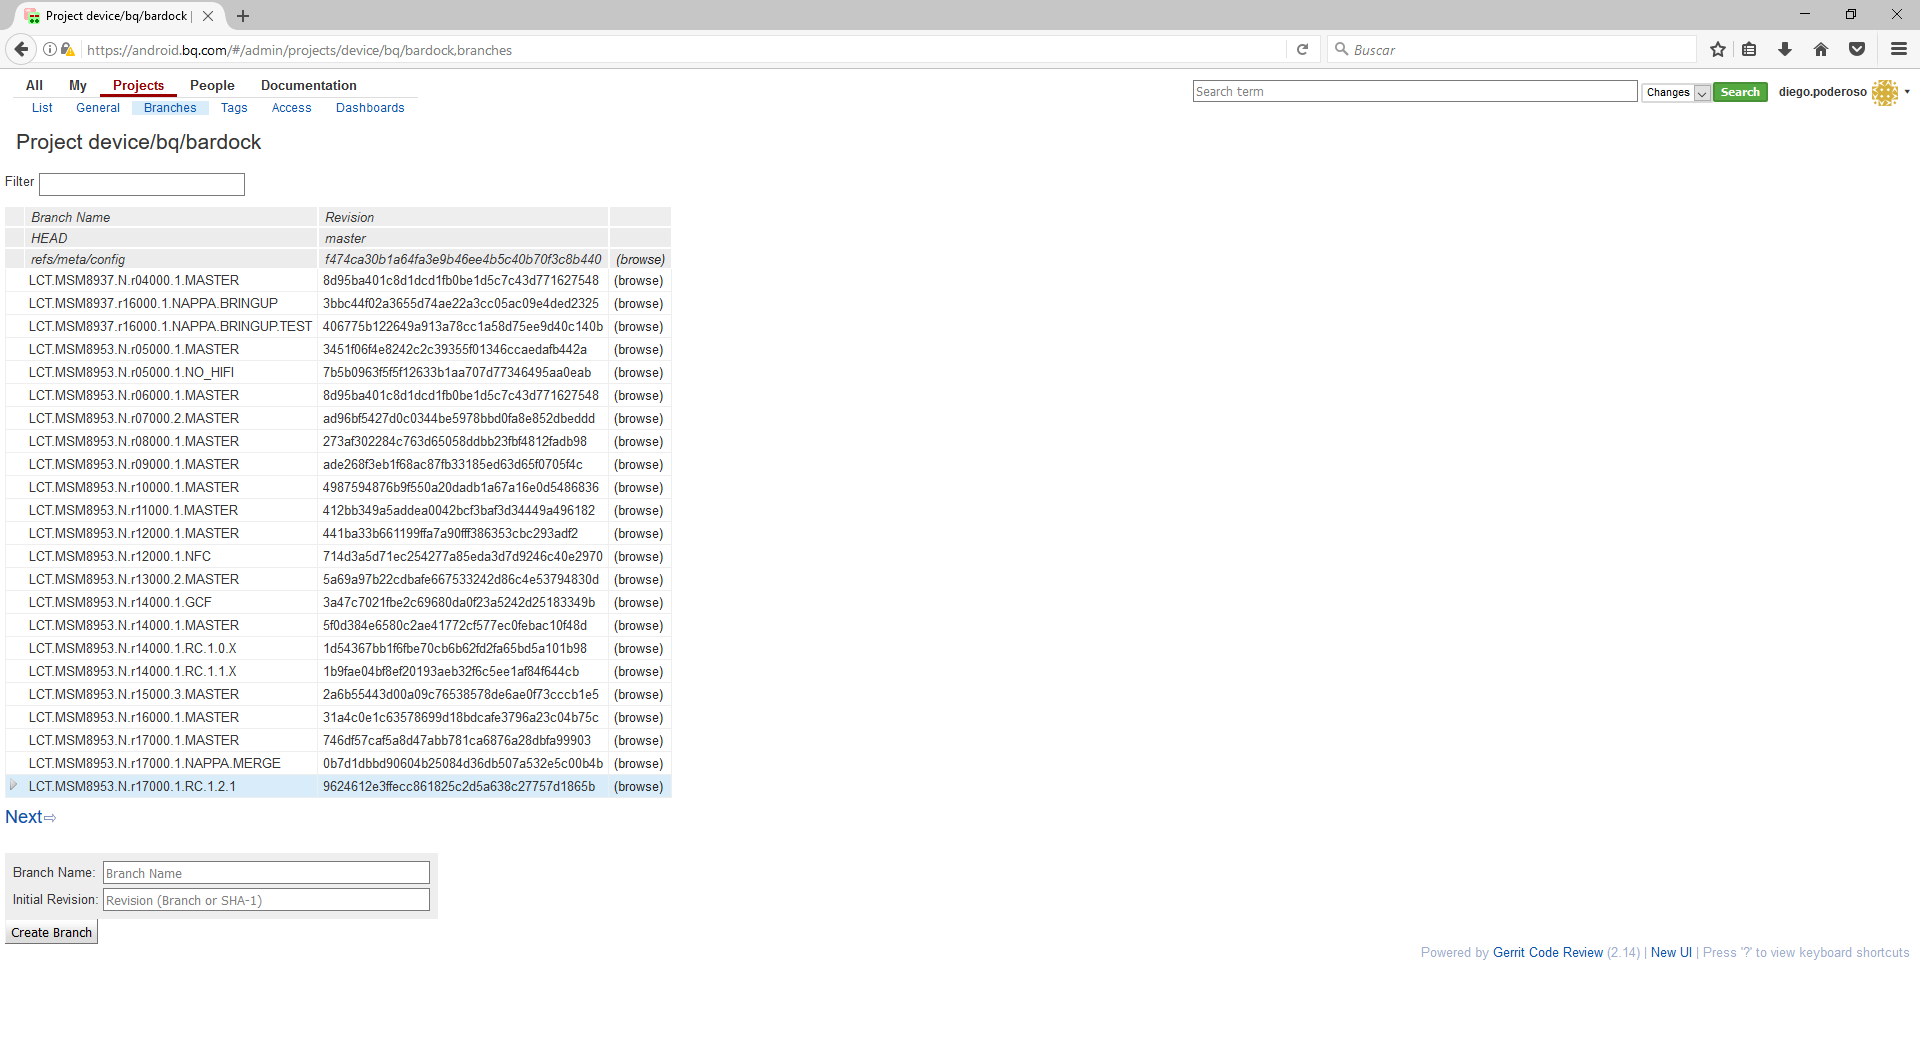 Project device/bq/bardock |
https://android.bq.com/#/admin/projects/device/bq/bardock,branches
Buscar
All My Projects People Documentation
List General Branches Tags Access Dashboards
Search term Changes Search diego.poderoso
Project device/bq/bardock
Filter
Branch Name Revision
HEAD master
refs/meta/config f474ca30b1a64fa3e9b46ee4b5c40b70f3c8b440 (browse)
LCT.MSM8937.N.r04000.1.MASTER 8d95ba401c8d1dcd1fb0be1d5c7c43d771627548 (browse)
LCT.MSM8937.r16000.1.NAPPA.BRINGUP 3bbc44f02a3655d74ae22a3cc05ac09e4ded2325 (browse)
LCT.MSM8937.r16000.1.NAPPA.BRINGUP.TEST 406775b122649a913a78cc1a58d75ee9d40c140b (browse)
LCT.MSM8953.N.r05000.1.MASTER 3451f06f4e8242c2c39355f01346ccaedafb442a (browse)
LCT.MSM8953.N.r05000.1.NO_HIFI 7b5b0963f5f5f12633b1aa707d77346495aa0eab (browse)
LCT.MSM8953.N.r06000.1.MASTER 8d95ba401c8d1dcd1fb0be1d5c7c43d771627548 (browse)
LCT.MSM8953.N.r07000.2.MASTER ad96bf5427d0c0344be5978bbd0fa8e852dbeddd (browse)
LCT.MSM8953.N.r08000.1.MASTER 273af302284c763d65058ddbb23fbf4812fadb98 (browse)
LCT.MSM8953.N.r09000.1.MASTER ade268f3eb1f68ac87fb33185ed63d65f0705f4c (browse)
LCT.MSM8953.N.r10000.1.MASTER 4987594876b9f550a20dadb1a67a16e0d5486836 (browse)
LCT.MSM8953.N.r11000.1.MASTER 412bb349a5addea0042bcf3baf3d34449a496182 (browse)
LCT.MSM8953.N.r12000.1.MASTER 441ba33b661199ffa7a90fff386353cbc293adf2 (browse)
LCT.MSM8953.N.r12000.1.NFC 714d3a5d71ec254277a85eda3d7d9246c40e2970 (browse)
LCT.MSM8953.N.r13000.2.MASTER 5a69a97b22cdbafe667533242d86c4e53794830d (browse)
LCT.MSM8953.N.r14000.1.GCF 3a47c7021fbe2c69680da0f23a5242d25183349b (browse)
LCT.MSM8953.N.r14000.1.MASTER 5f0d384e6580c2ae41772cf577ec0febac10f48d (browse)
LCT.MSM8953.N.r14000.1.RC.1.0.X 1d54367bb1f6fbe70cb6b62fd2fa65bd5a101b98 (browse)
LCT.MSM8953.N.r14000.1.RC.1.1.X 1b9fae04bf8ef20193aeb32f6c5ee1af84f644cb (browse)
LCT.MSM8953.N.r15000.3.MASTER 2a6b55443d00a09c76538578de6ae0f73cccb1e5 (browse)
LCT.MSM8953.N.r16000.1.MASTER 31a4c0e1c63578699d18bdcafe3796a23c04b75c (browse)
LCT.MSM8953.N.r17000.1.MASTER 746df57caf5a8d47abb781ca6876a28dbfa99903 (browse)
LCT.MSM8953.N.r17000.1.NAPPA.MERGE 0b7d1dbbd90604b25084d36db507a532e5c00b4b (browse)
LCT.MSM8953.N.r17000.1.RC.1.2.1 9624612e3ffecc861825c2d5a638c27757d1865b (browse)
Next⇨
Branch Name: Branch Name
Initial Revision: Revision (Branch or SHA-1)
Create Branch
Powered by Gerrit Code Review (2.14) | New UI | Press '?' to view keyboard shortcuts